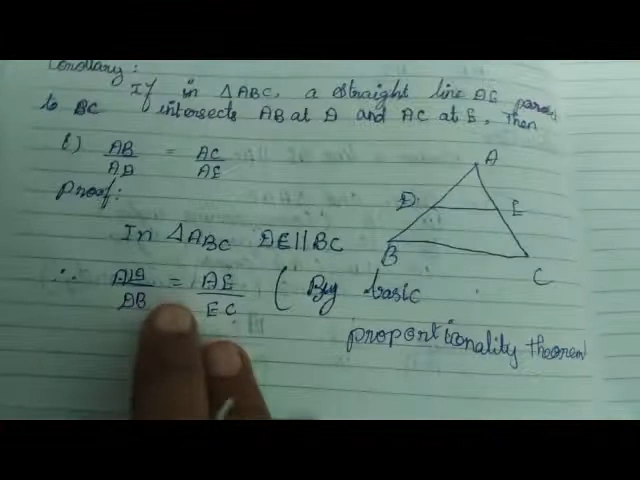 Corollary:
If in ΔABC, a straight line DE parallel
to BC intersects AB at D and AC at E, then
i) AB/AD = AC/AE
Proof:
In ΔABC DE||BC
∴ AD/DB = AE/EC ( By basic
proportionality theorem
A
D E
B C